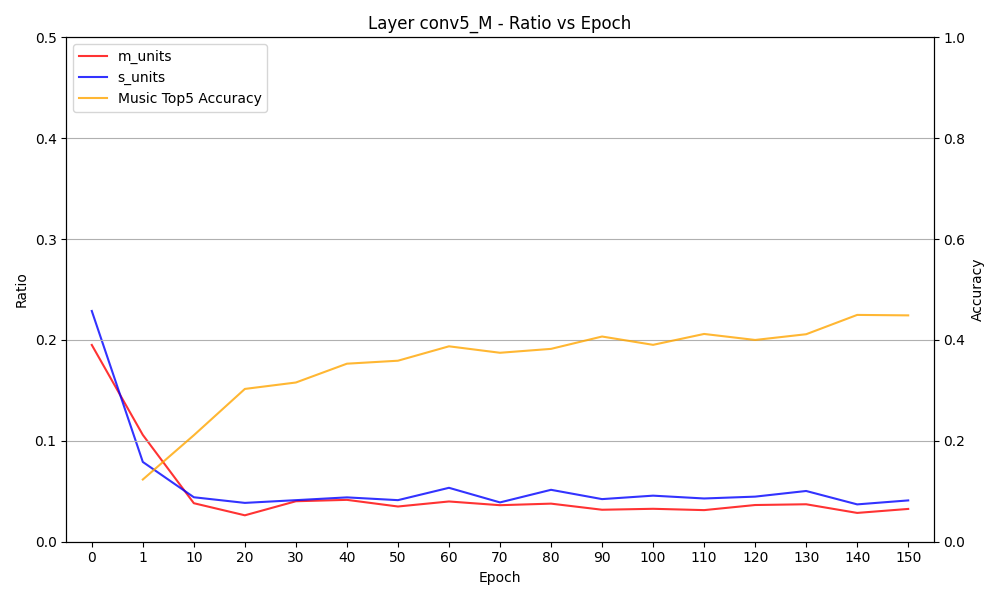 Layer conv5_M - Ratio vs Epoch
m_units
s_units
Music Top5 Accuracy
Ratio
0.5
0.4
0.3
0.2
0.1
0.0
1.0
0.8
0.6
0.4
0.2
0.0
Accuracy
0 1 10 20 30 40 50 60 70 80 90 100 110 120 130 140 150
Epoch